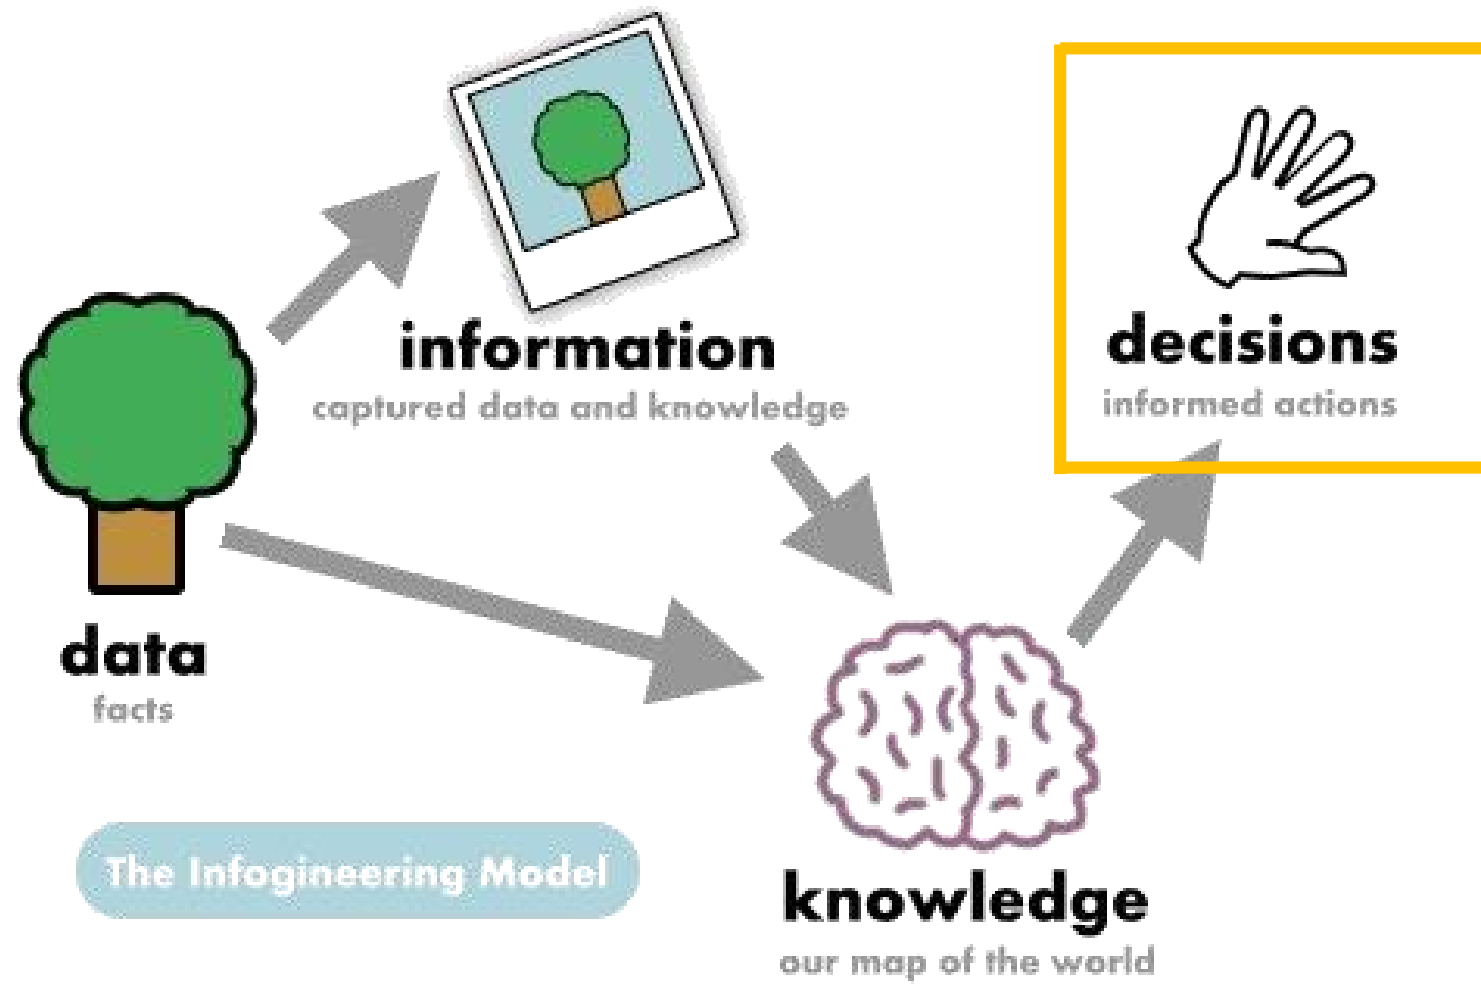 information
captured data and knowledge
decisions
informed actions
data
facts
The Infogineering Model
knowledge
our map of the world